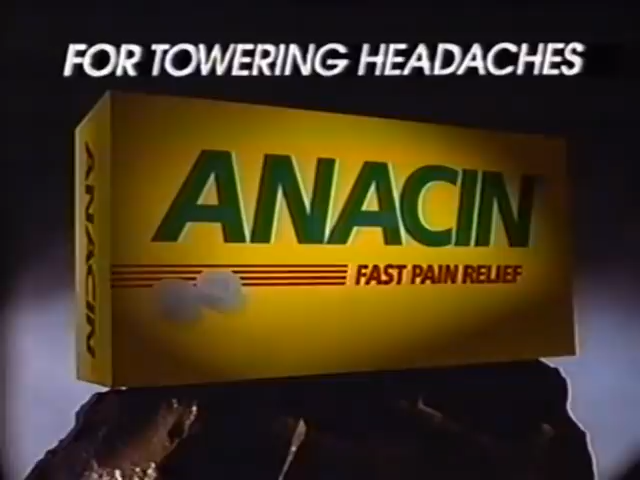 FOR TOWERING HEADACHES
ANACIN
ANACIN
FAST PAIN RELIEF